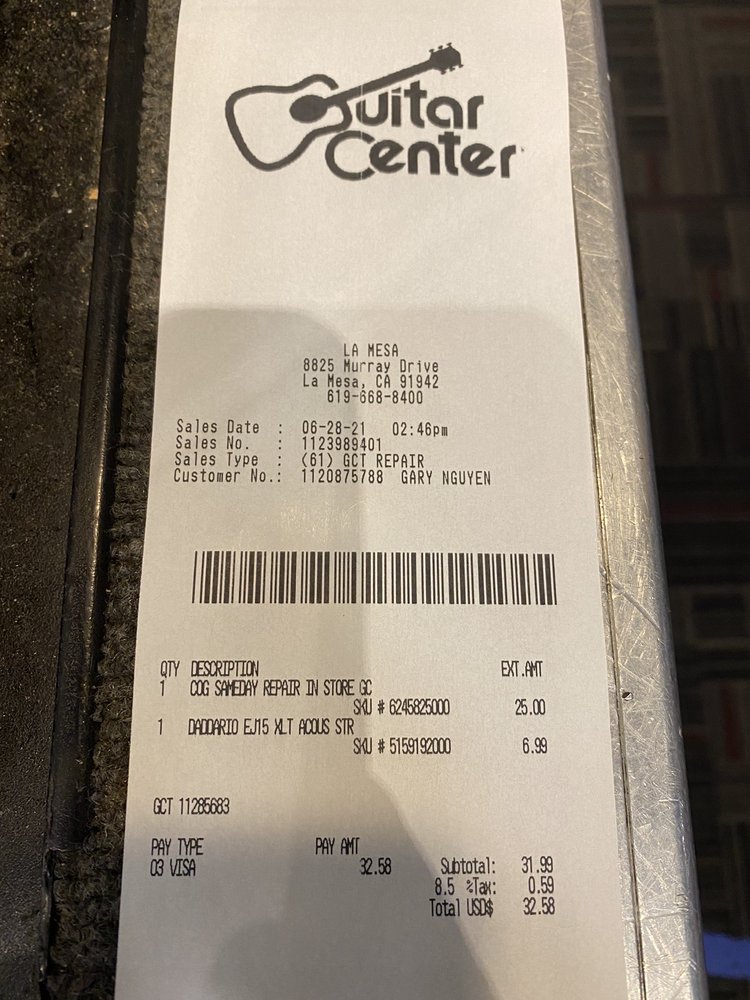 Guitar
Center
LA MESA
8825 Murray Drive
La Mesa, CA 91942
619-668-8400
Sales Date : 06-28-21 02:46pm
Sales No. : 1123989401
Sales Type : (61) GCT REPAIR
Customer No.: 1120875788 GARY NGUYEN
QTY DESCRIPTION EXT.AMT
1 COG SAMEDAY REPAIR IN STORE GC
SKU # 6245825000 25.00
1 DADDARIO EJ15 XLT ACOUS STR
SKU # 5159192000 6.99
GCT 11285683
PAY TYPE PAY AMT
03 VISA 32.58 Subtotal: 31.99
8.5 %Tax: 0.59
Total USD$ 32.58